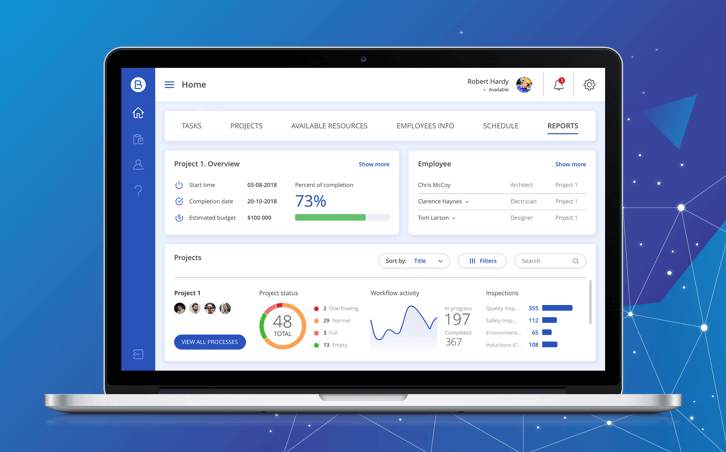 B
Home
Robert Hardy
Available
1
TASKS PROJECTS AVAILABLE RESOURCES EMPLOYEES INFO SCHEDULE REPORTS
Project 1. Overview Show more
Start time 03-08-2018
Completion date 20-10-2018
Estimated budget $100 000
Percent of completion
73%
Employee Show more
Chris McCoy Architect Project 1
Clarence Haynes Electrician Project 1
Tom Larson Designer Project 1
Projects
Sort by: Title
Filters
Search
Project 1
VIEW ALL PROCESSES
Project status
48
TOTAL
2 Overflowing
29 Normal
3 Full
13 Empty
Workflow activity
In progress
197
Completed
367
Inspections
Quality Insp... 355
Safety Insp... 112
Environment... 65
Inductions (C... 108